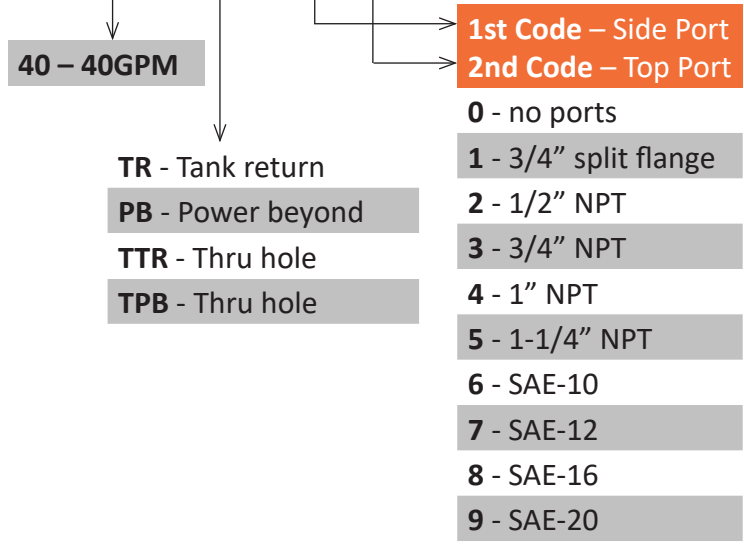 1st Code – Side Port
2nd Code – Top Port
40 – 40GPM
0 - no ports
1 - 3/4” split flange
2 - 1/2” NPT
3 - 3/4” NPT
4 - 1” NPT
5 - 1-1/4” NPT
6 - SAE-10
7 - SAE-12
8 - SAE-16
9 - SAE-20
TR - Tank return
PB - Power beyond
TTR - Thru hole
TPB - Thru hole